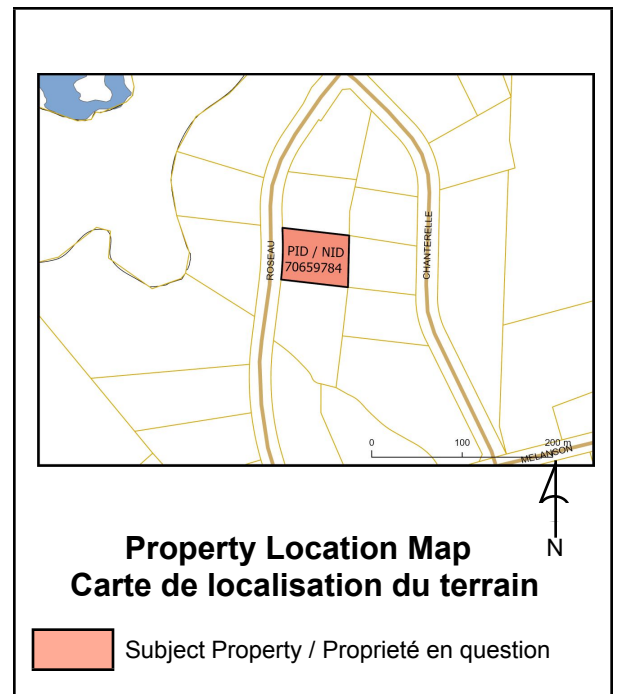 ROSEAU
PID / NID
70659784
CHANTERELLE
0 100 200 m
MELANSON
N
Property Location Map
Carte de localisation du terrain
Subject Property / Proprieté en question